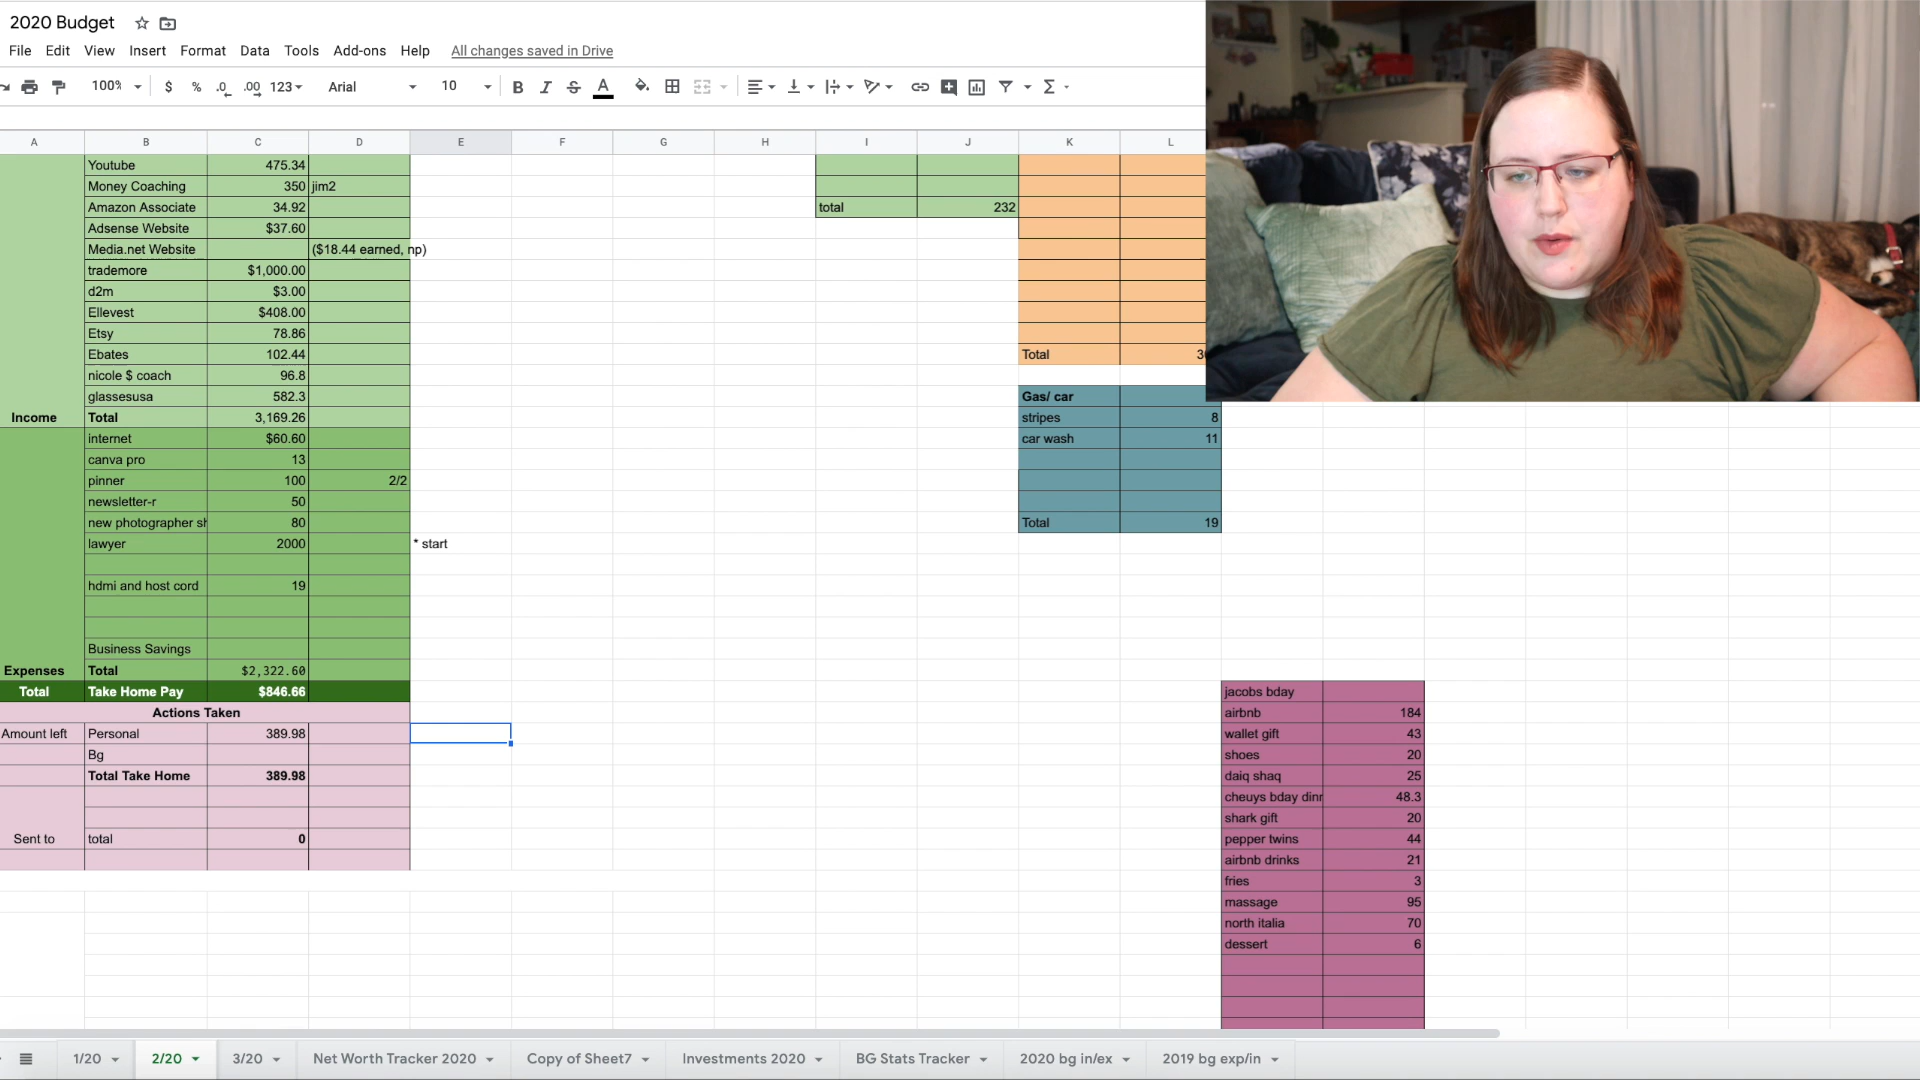 2020 Budget
File Edit View Insert Format Data Tools Add-ons Help All changes saved in Drive
100% $ % .0 .00 123 Arial 10 B I S A Σ
A B C D E F G H I J K L
Youtube 475.34
Money Coaching 350 jim2
Amazon Associate 34.92 total 232
Adsense Website $37.60
Media.net Website ($18.44 earned, np)
trademore $1,000.00
d2m $3.00
Ellevest $408.00
Etsy 78.86
Ebates 102.44 Total
nicole $ coach 96.8
glassesusa 582.3 Gas/ car
Income Total 3,169.26 stripes 8
internet $60.60 car wash 11
canva pro 13
pinner 100 2/2
newsletter-r 50
new photographer sh 80 Total 19
lawyer 2000 * start
hdmi and host cord 19
Business Savings
Expenses Total $2,322.60
Total Take Home Pay $846.66 jacobs bday
Actions Taken airbnb 184
Amount left Personal 389.98 wallet gift 43
Bg shoes 20
Total Take Home 389.98 daiq shaq 25
cheuys bday dinr 48.3
shark gift 20
Sent to total 0 pepper twins 44
airbnb drinks 21
fries 3
massage 95
north italia 70
dessert 6
1/20 2/20 3/20 Net Worth Tracker 2020 Copy of Sheet7 Investments 2020 BG Stats Tracker 2020 bg in/ex 2019 bg exp/in